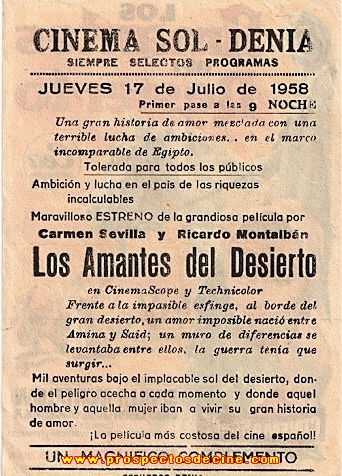 CINEMA SOL - DENIA
SIEMPRE SELECTOS PROGRAMAS
JUEVES 17 de Julio de 1958
Primer pase a las 9 NOCHE
Una gran historia de amor mezclada con una
terrible lucha de ambiciones... en el marco
incomparable de Egipto.
Tolerada para todos los públicos
Ambición y lucha en el pais de las riquezas
incalculables
Maravilloso ESTRENO de la grandiosa película por
Carmen Sevilla y Ricardo Montalbán
Los Amantes del Desierto
en CinemaScope y Technicolor
Frente a la impasible esfinge, al borde del
gran desierto, un amor imposible nació entre
Amina y Said; un muro de diferencias se
levantaba entre ellos, la guerra tenía que
surgir...
Mil aventuras bajo el implacable sol del desierto, don-
de el peligro acecha a cada momento y donde aquel
hombre y aquella mujer iban a vivir su gran historia
de amor.
¡La película más costosa del cine español!
UN MAGNIFICO COMPLEMENTO
www.prospectosdecine.com